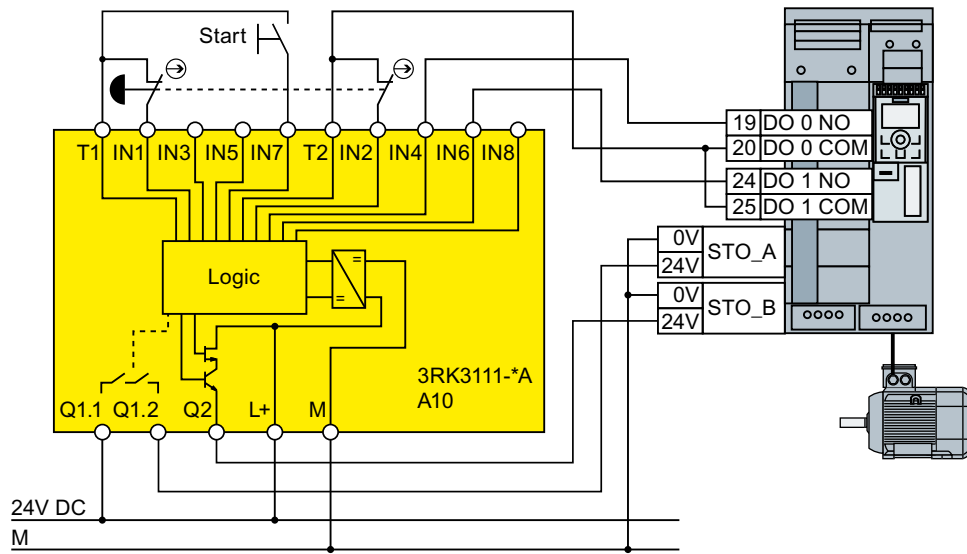 Start
T1 IN1 IN3 IN5 IN7 T2 IN2 IN4 IN6 IN8
19 DO 0 NO
20 DO 0 COM
24 DO 1 NO
25 DO 1 COM
0V
24V
STO_A
0V
24V
STO_B
Logic
=
=
3RK3111-*A
A10
Q1.1 Q1.2 Q2 L+ M
24V DC
M